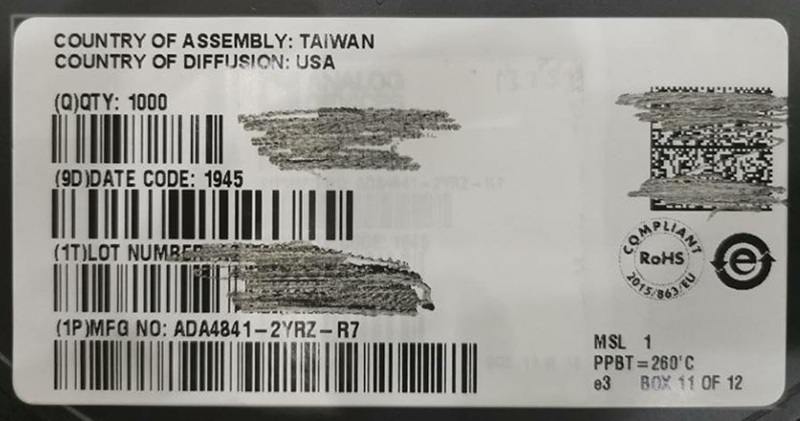 COUNTRY OF ASSEMBLY: TAIWAN
COUNTRY OF DIFFUSION: USA
(Q)QTY: 1000
(9D)DATE CODE: 1945
(1T)LOT NUMBER
(1P)MFG NO: ADA4841-2YRZ-R7
COMPLIANT
RoHS
2015/863/EU
e
MSL 1
PPBT=260°C
e3 BOX 11 OF 12